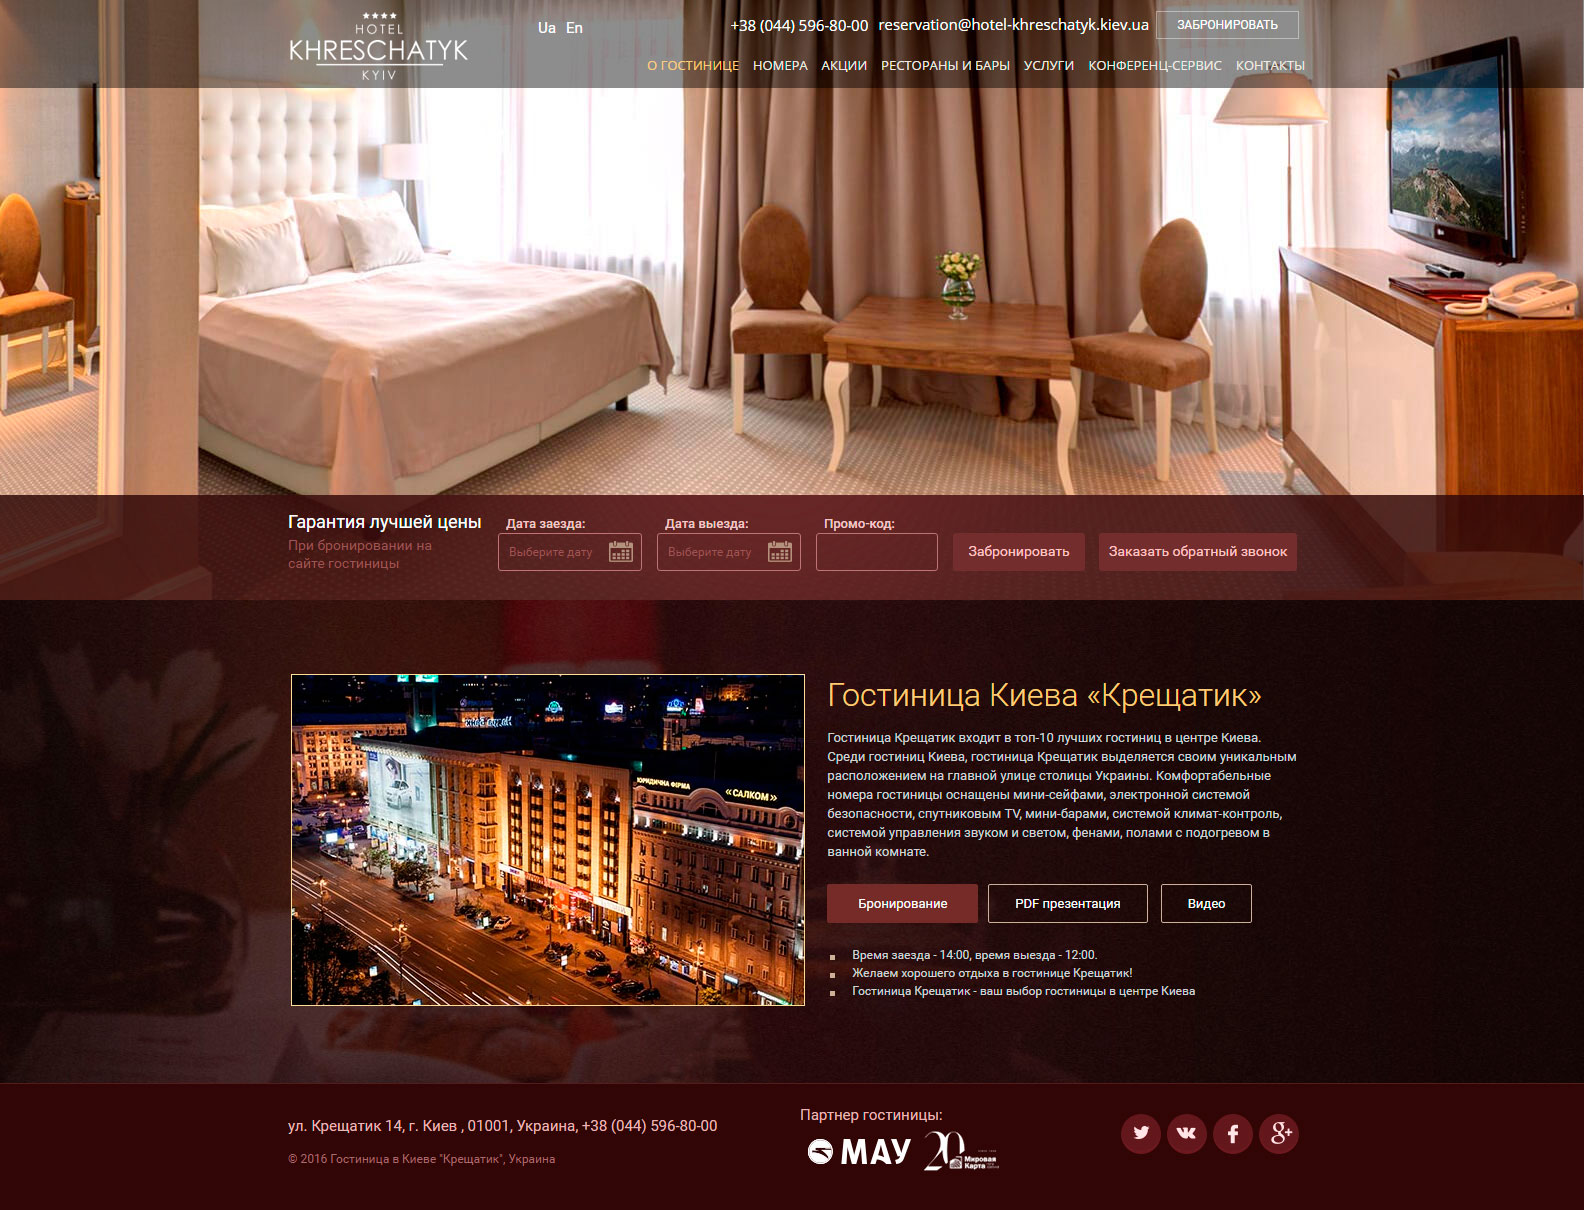 ★★★★
HOTEL
KHRESCHATYK
KYIV
Ua En
+38 (044) 596-80-00 reservation@hotel-khreschatyk.kiev.ua ЗАБРОНИРОВАТЬ
О ГОСТИНИЦЕ НОМЕРА АКЦИИ РЕСТОРАНЫ И БАРЫ УСЛУГИ КОНФЕРЕНЦ-СЕРВИС КОНТАКТЫ
Гарантия лучшей цены
При бронировании на
сайте гостиницы
Дата заезда: Дата выезда: Промо-код:
Выберите дату Выберите дату Забронировать Заказать обратный звонок
ЮРИДИЧНА ФІРМА
«САЛКОМ»
Гостиница Киева «Крещатик»
Гостиница Крещатик входит в топ-10 лучших гостиниц в центре Киева.
Среди гостиниц Киева, гостиница Крещатик выделяется своим уникальным
расположением на главной улице столицы Украины. Комфортабельные
номера гостиницы оснащены мини-сейфами, электронной системой
безопасности, спутниковым TV, мини-барами, системой климат-контроль,
системой управления звуком и светом, фенами, полами с подогревом в
ванной комнате.
Бронирование PDF презентация Видео
Время заезда - 14:00, время выезда - 12:00.
Желаем хорошего отдыха в гостинице Крещатик!
Гостиница Крещатик - ваш выбор гостиницы в центре Киева
ул. Крещатик 14, г. Киев , 01001, Украина, +38 (044) 596-80-00
© 2016 Гостиница в Киеве "Крещатик", Украина
Партнер гостиницы:
МАУ 20 Мировая
Карта